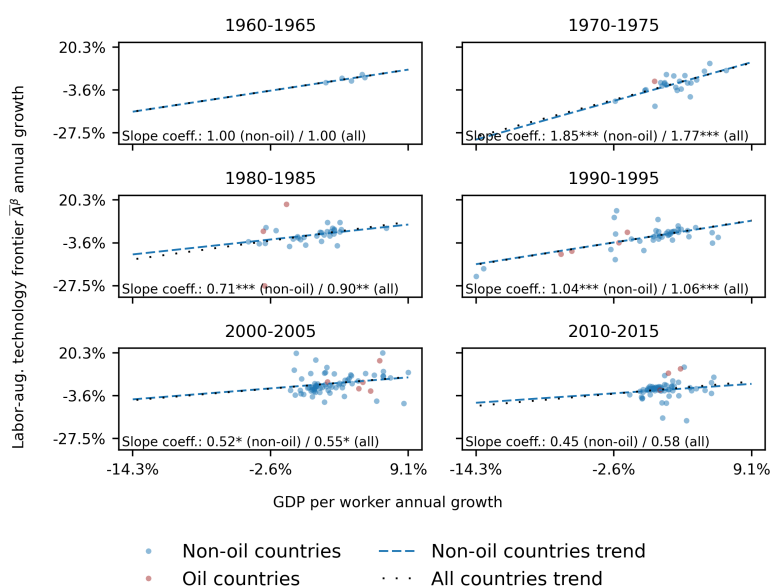 1960-1965
1970-1975
20.3%
-3.6%
-27.5%
Slope coeff.: 1.00 (non-oil) / 1.00 (all)
Slope coeff.: 1.85*** (non-oil) / 1.77*** (all)
1980-1985
1990-1995
20.3%
-3.6%
-27.5%
Slope coeff.: 0.71*** (non-oil) / 0.90** (all)
Slope coeff.: 1.04*** (non-oil) / 1.06*** (all)
2000-2005
2010-2015
20.3%
-3.6%
-27.5%
Slope coeff.: 0.52* (non-oil) / 0.55* (all)
Slope coeff.: 0.45 (non-oil) / 0.58 (all)
-14.3%
-2.6%
9.1%
-14.3%
-2.6%
9.1%
Labor-aug. technology frontier A̅ᵝ annual growth
GDP per worker annual growth
Non-oil countries
Non-oil countries trend
Oil countries
All countries trend